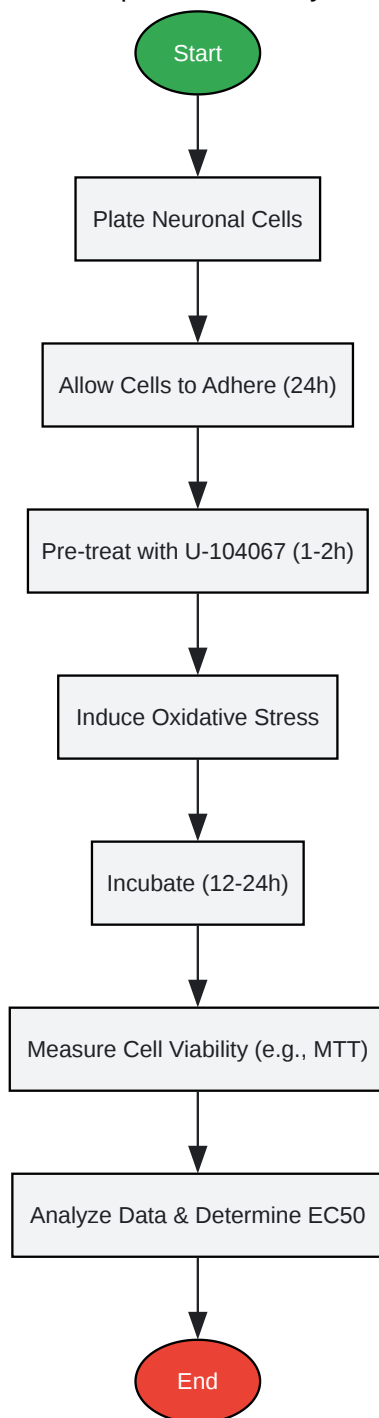 Start
Plate Neuronal Cells
Allow Cells to Adhere (24h)
Pre-treat with U-104067 (1-2h)
Induce Oxidative Stress
Incubate (12-24h)
Measure Cell Viability (e.g., MTT)
Analyze Data & Determine EC50
End